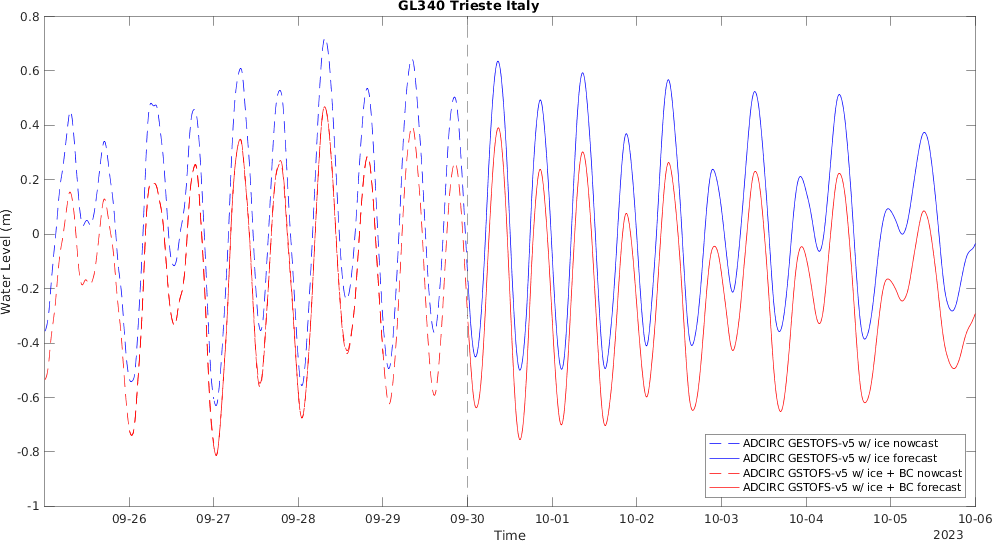 GL340 Trieste Italy
Water Level (m)
0.8
0.6
0.4
0.2
0
-0.2
-0.4
-0.6
-0.8
-1
ADCIRC GESTOFS-v5 w/ ice nowcast
ADCIRC GESTOFS-v5 w/ ice forecast
ADCIRC GSTOFS-v5 w/ ice + BC nowcast
ADCIRC GSTOFS-v5 w/ ice + BC forecast
09-26 09-27 09-28 09-29 09-30 10-01 10-02 10-03 10-04 10-05 10-06
Time
2023